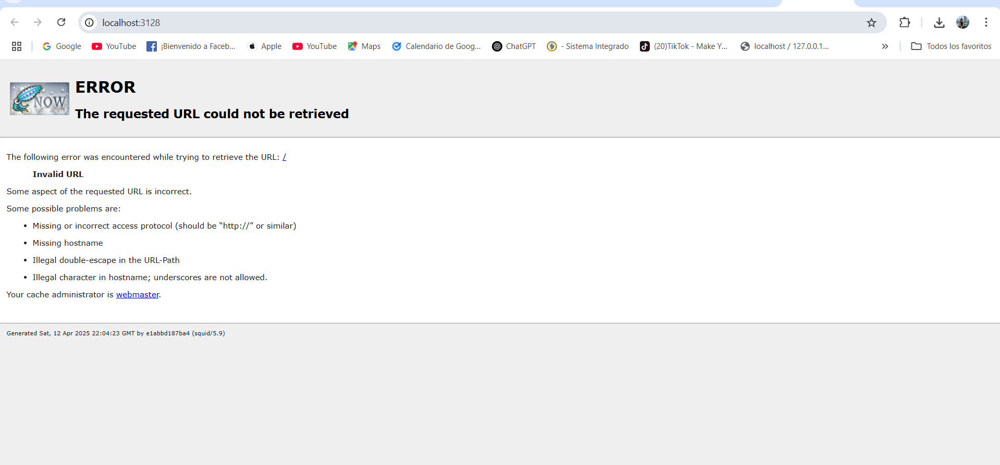 localhost:3128
Google YouTube ¡Bienvenido a Faceb... Apple YouTube Maps Calendario de Goog... ChatGPT - Sistema Integrado (20)TikTok - Make Y... localhost / 127.0.0.1... » Todos los favoritos
NOW
ERROR
The requested URL could not be retrieved
The following error was encountered while trying to retrieve the URL: /
Invalid URL
Some aspect of the requested URL is incorrect.
Some possible problems are:
• Missing or incorrect access protocol (should be “http://” or similar)
• Missing hostname
• Illegal double-escape in the URL-Path
• Illegal character in hostname; underscores are not allowed.
Your cache administrator is webmaster.
Generated Sat, 12 Apr 2025 22:04:23 GMT by e1abbd187ba4 (squid/5.9)